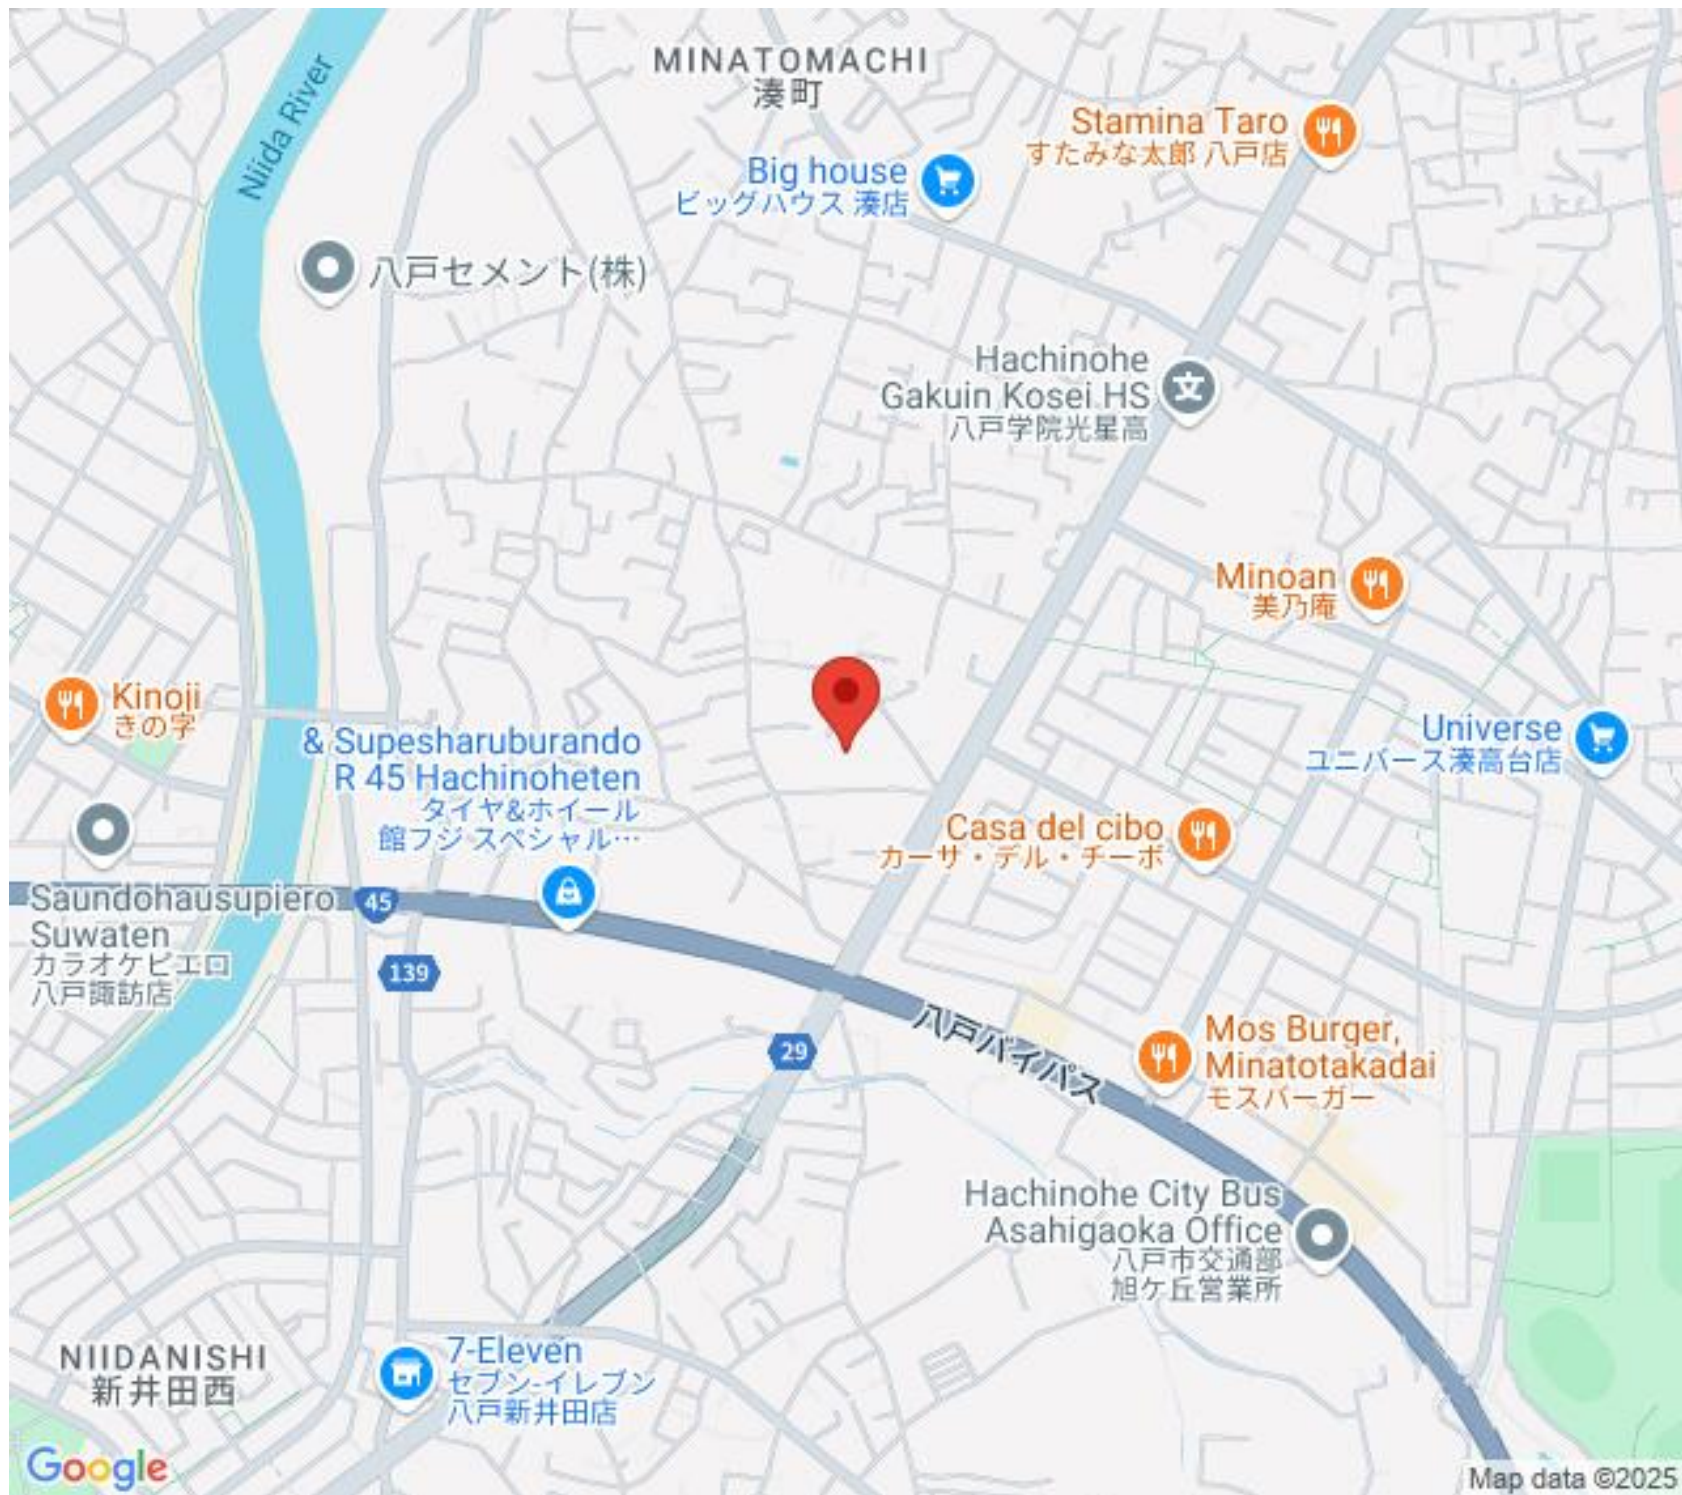 MINATOMACHI
湊町
Niida River
Stamina Taro
すたみな太郎 八戸店
Big house
ビッグハウス 湊店
八戸セメント(株)
Hachinohe
Gakuin Kosei HS
八戸学院光星高
Minoan
美乃庵
Kinoji
きの字
& Supesharuburando
R 45 Hachinoheten
タイヤ&ホイール
館フジ スペシャル…
Universe
ユニバース湊高台店
Casa del cibo
カーサ・デル・チーボ
Saundohausupiero
Suwaten
カラオケピエロ
八戸諏訪店
45
139
29
八戸バイパス
Mos Burger,
Minatotakadai
モスバーガー
Hachinohe City Bus
Asahigaoka Office
八戸市交通部
旭ケ丘営業所
NIIDANISHI
新井田西
7-Eleven
セブン-イレブン
八戸新井田店
Google
Map data ©2025